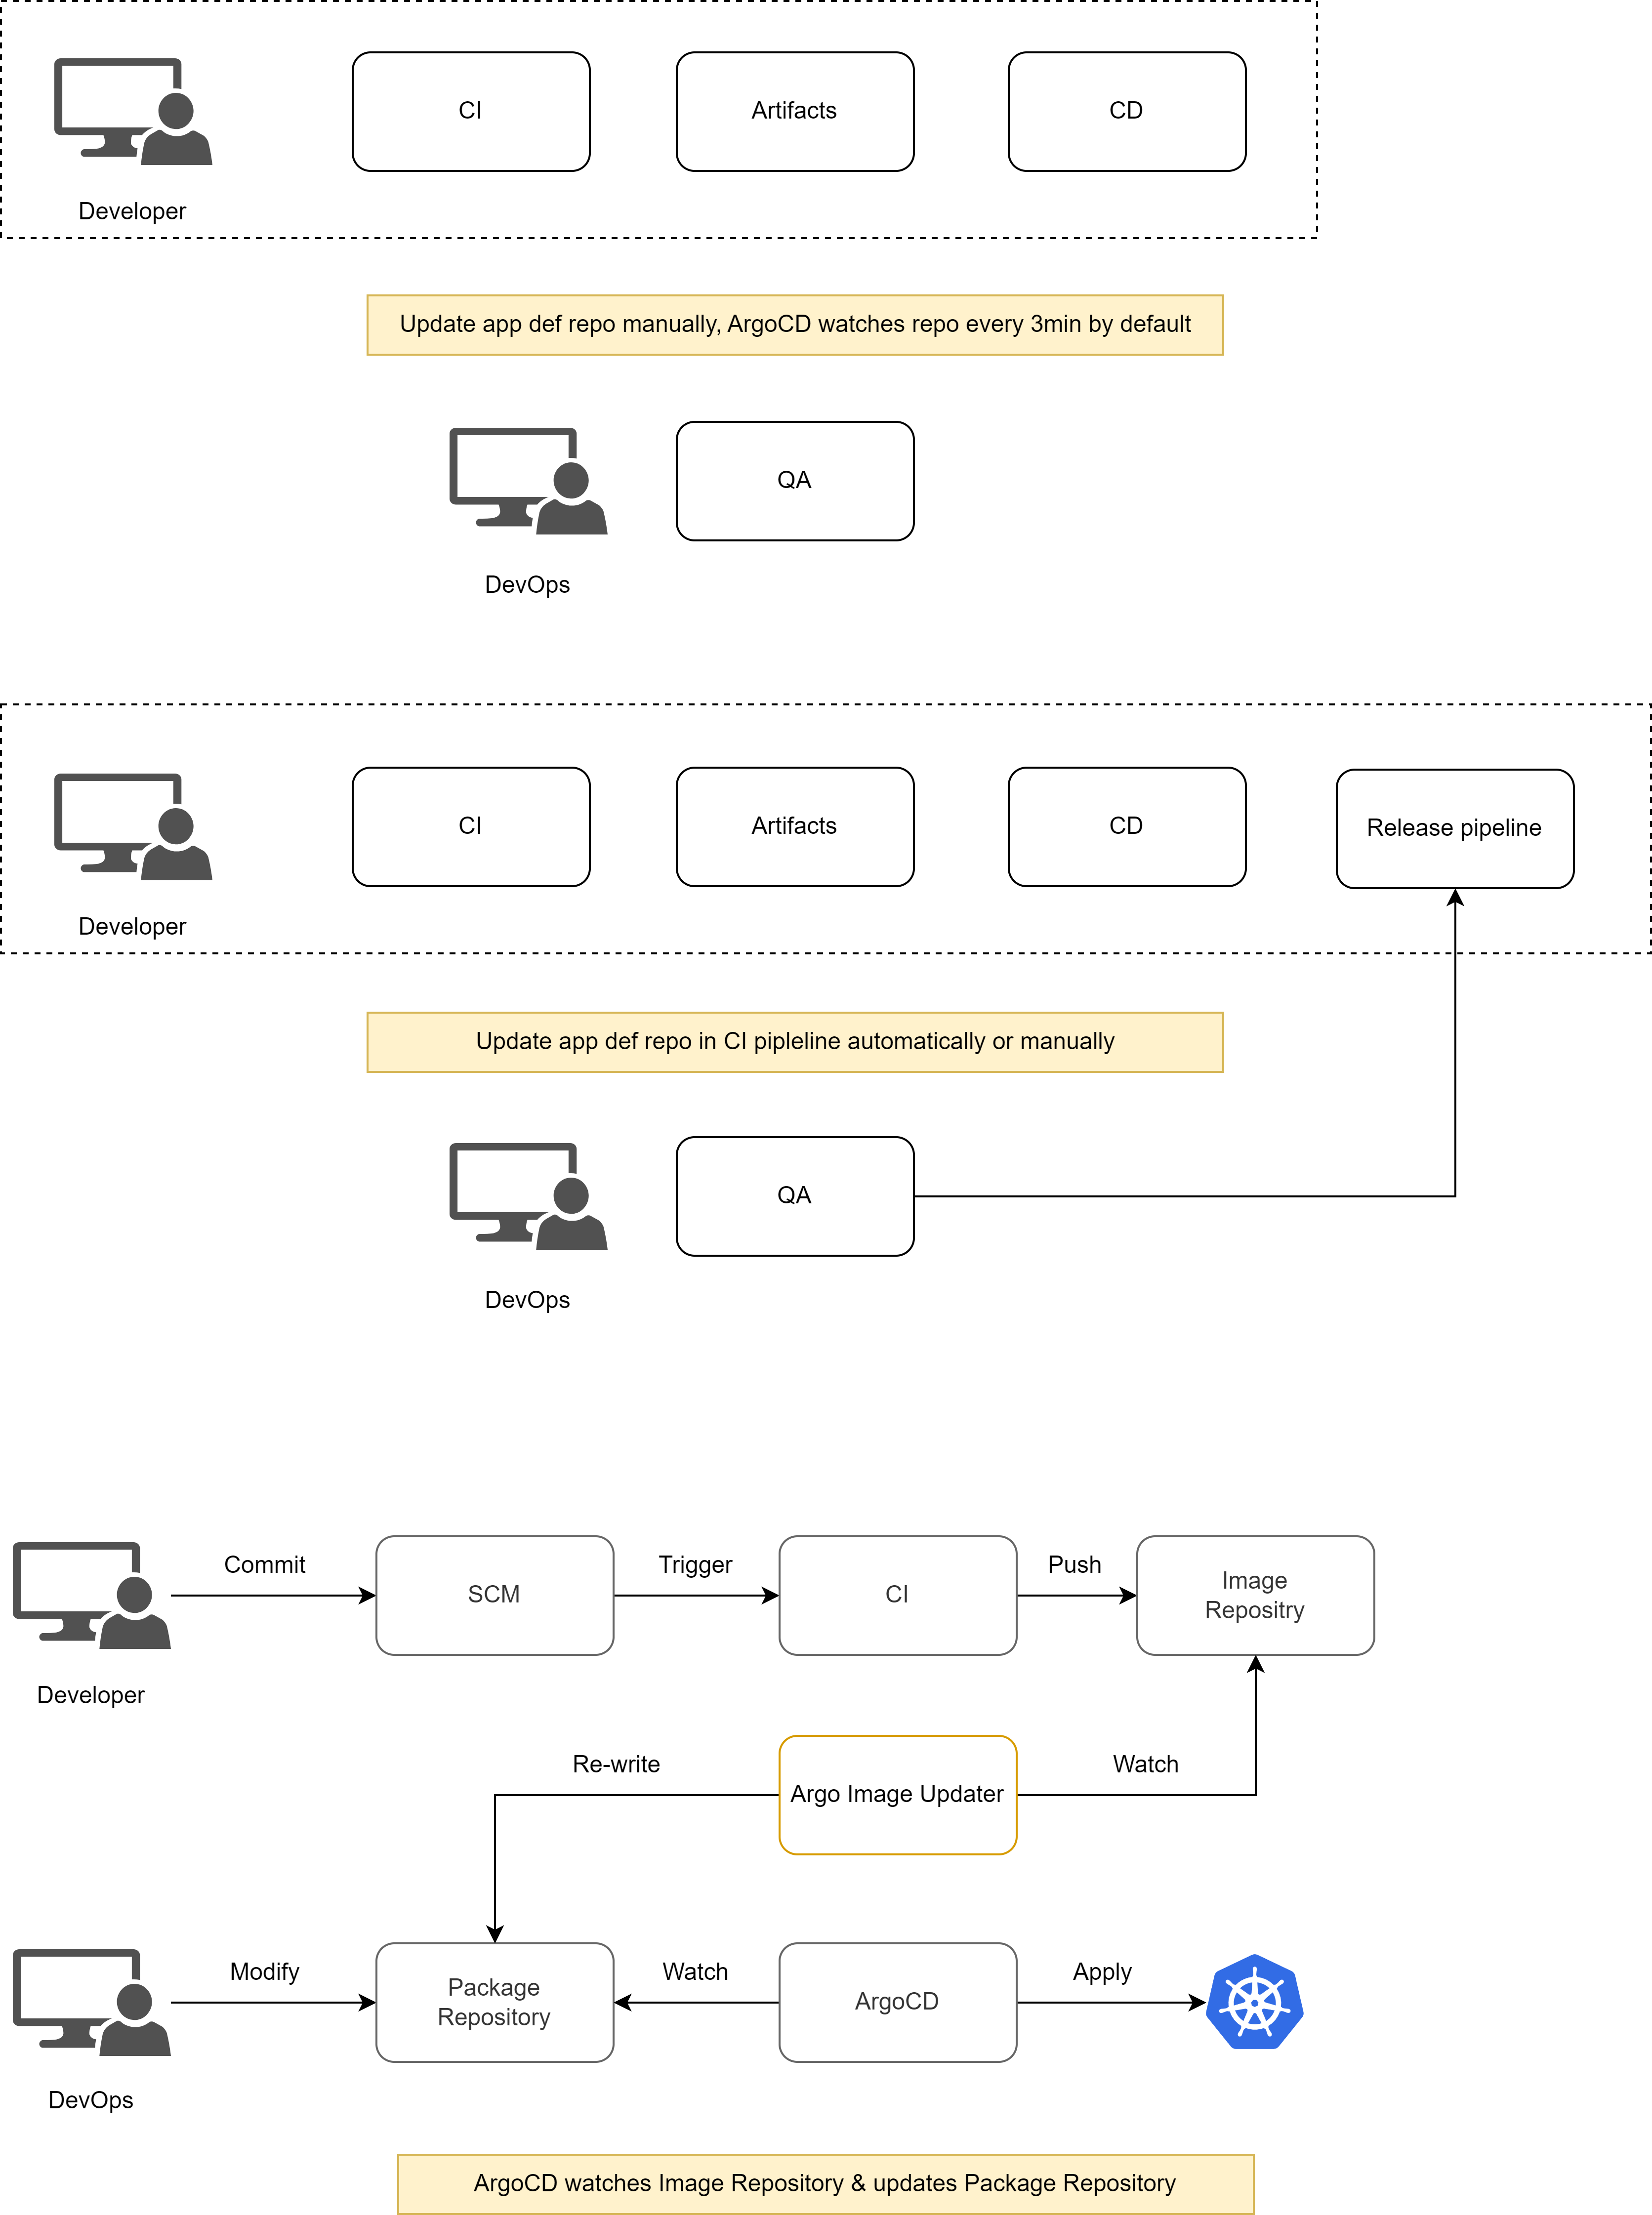 CI
Artifacts
CD
Developer
Update app def repo manually, ArgoCD watches repo every 3min by default
QA
DevOps
CI
Artifacts
CD
Release pipeline
Developer
Update app def repo in CI pipleline automatically or manually
QA
DevOps
Commit
SCM
Trigger
CI
Push
Image
Repositry
Developer
Re-write
Argo Image Updater
Watch
Modify
Package
Repository
Watch
ArgoCD
Apply
DevOps
ArgoCD watches Image Repository & updates Package Repository